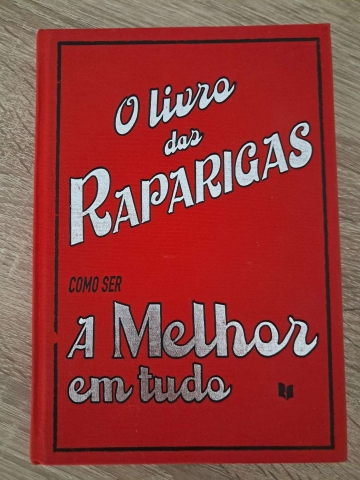 O livro
das
RAPARIGAS
COMO SER
A Melhor
em tudo